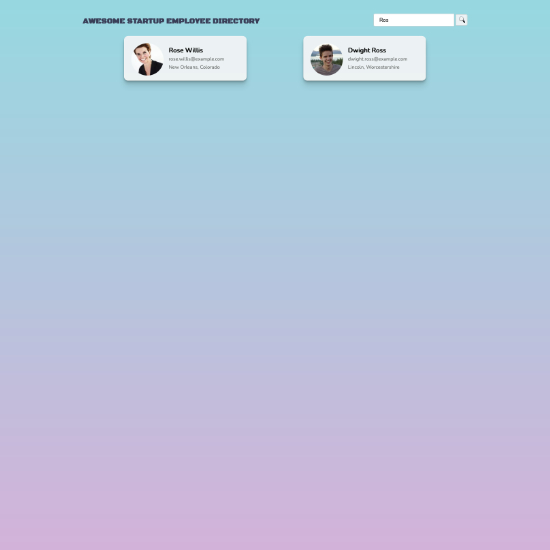 AWESOME STARTUP EMPLOYEE DIRECTORY
Ros
Rose Willis
rose.willis@example.com
New Orleans, Colorado
Dwight Ross
dwight.ross@example.com
Lincoln, Worcestershire